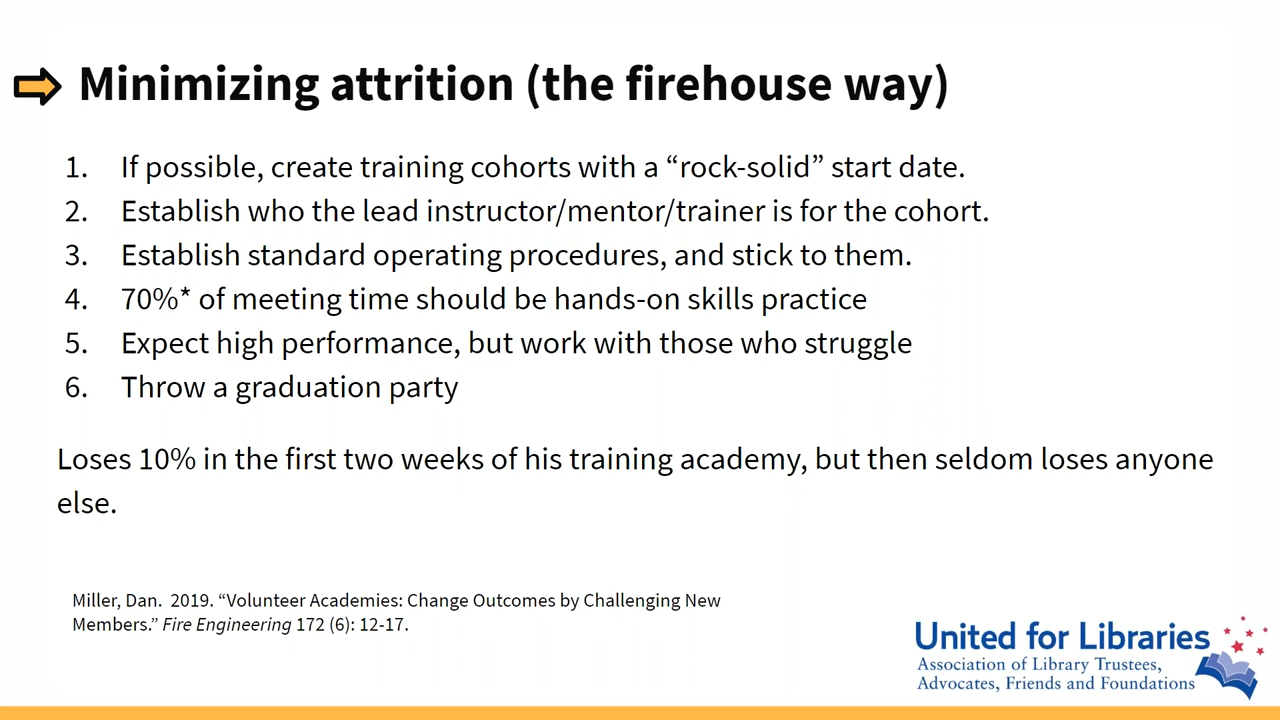 Minimizing attrition (the firehouse way)
1. If possible, create training cohorts with a “rock-solid” start date.
2. Establish who the lead instructor/mentor/trainer is for the cohort.
3. Establish standard operating procedures, and stick to them.
4. 70%* of meeting time should be hands-on skills practice
5. Expect high performance, but work with those who struggle
6. Throw a graduation party
Loses 10% in the first two weeks of his training academy, but then seldom loses anyone
else.
Miller, Dan.  2019. “Volunteer Academies: Change Outcomes by Challenging New
Members.” Fire Engineering 172 (6): 12-17.
United for Libraries
Association of Library Trustees,
Advocates, Friends and Foundations